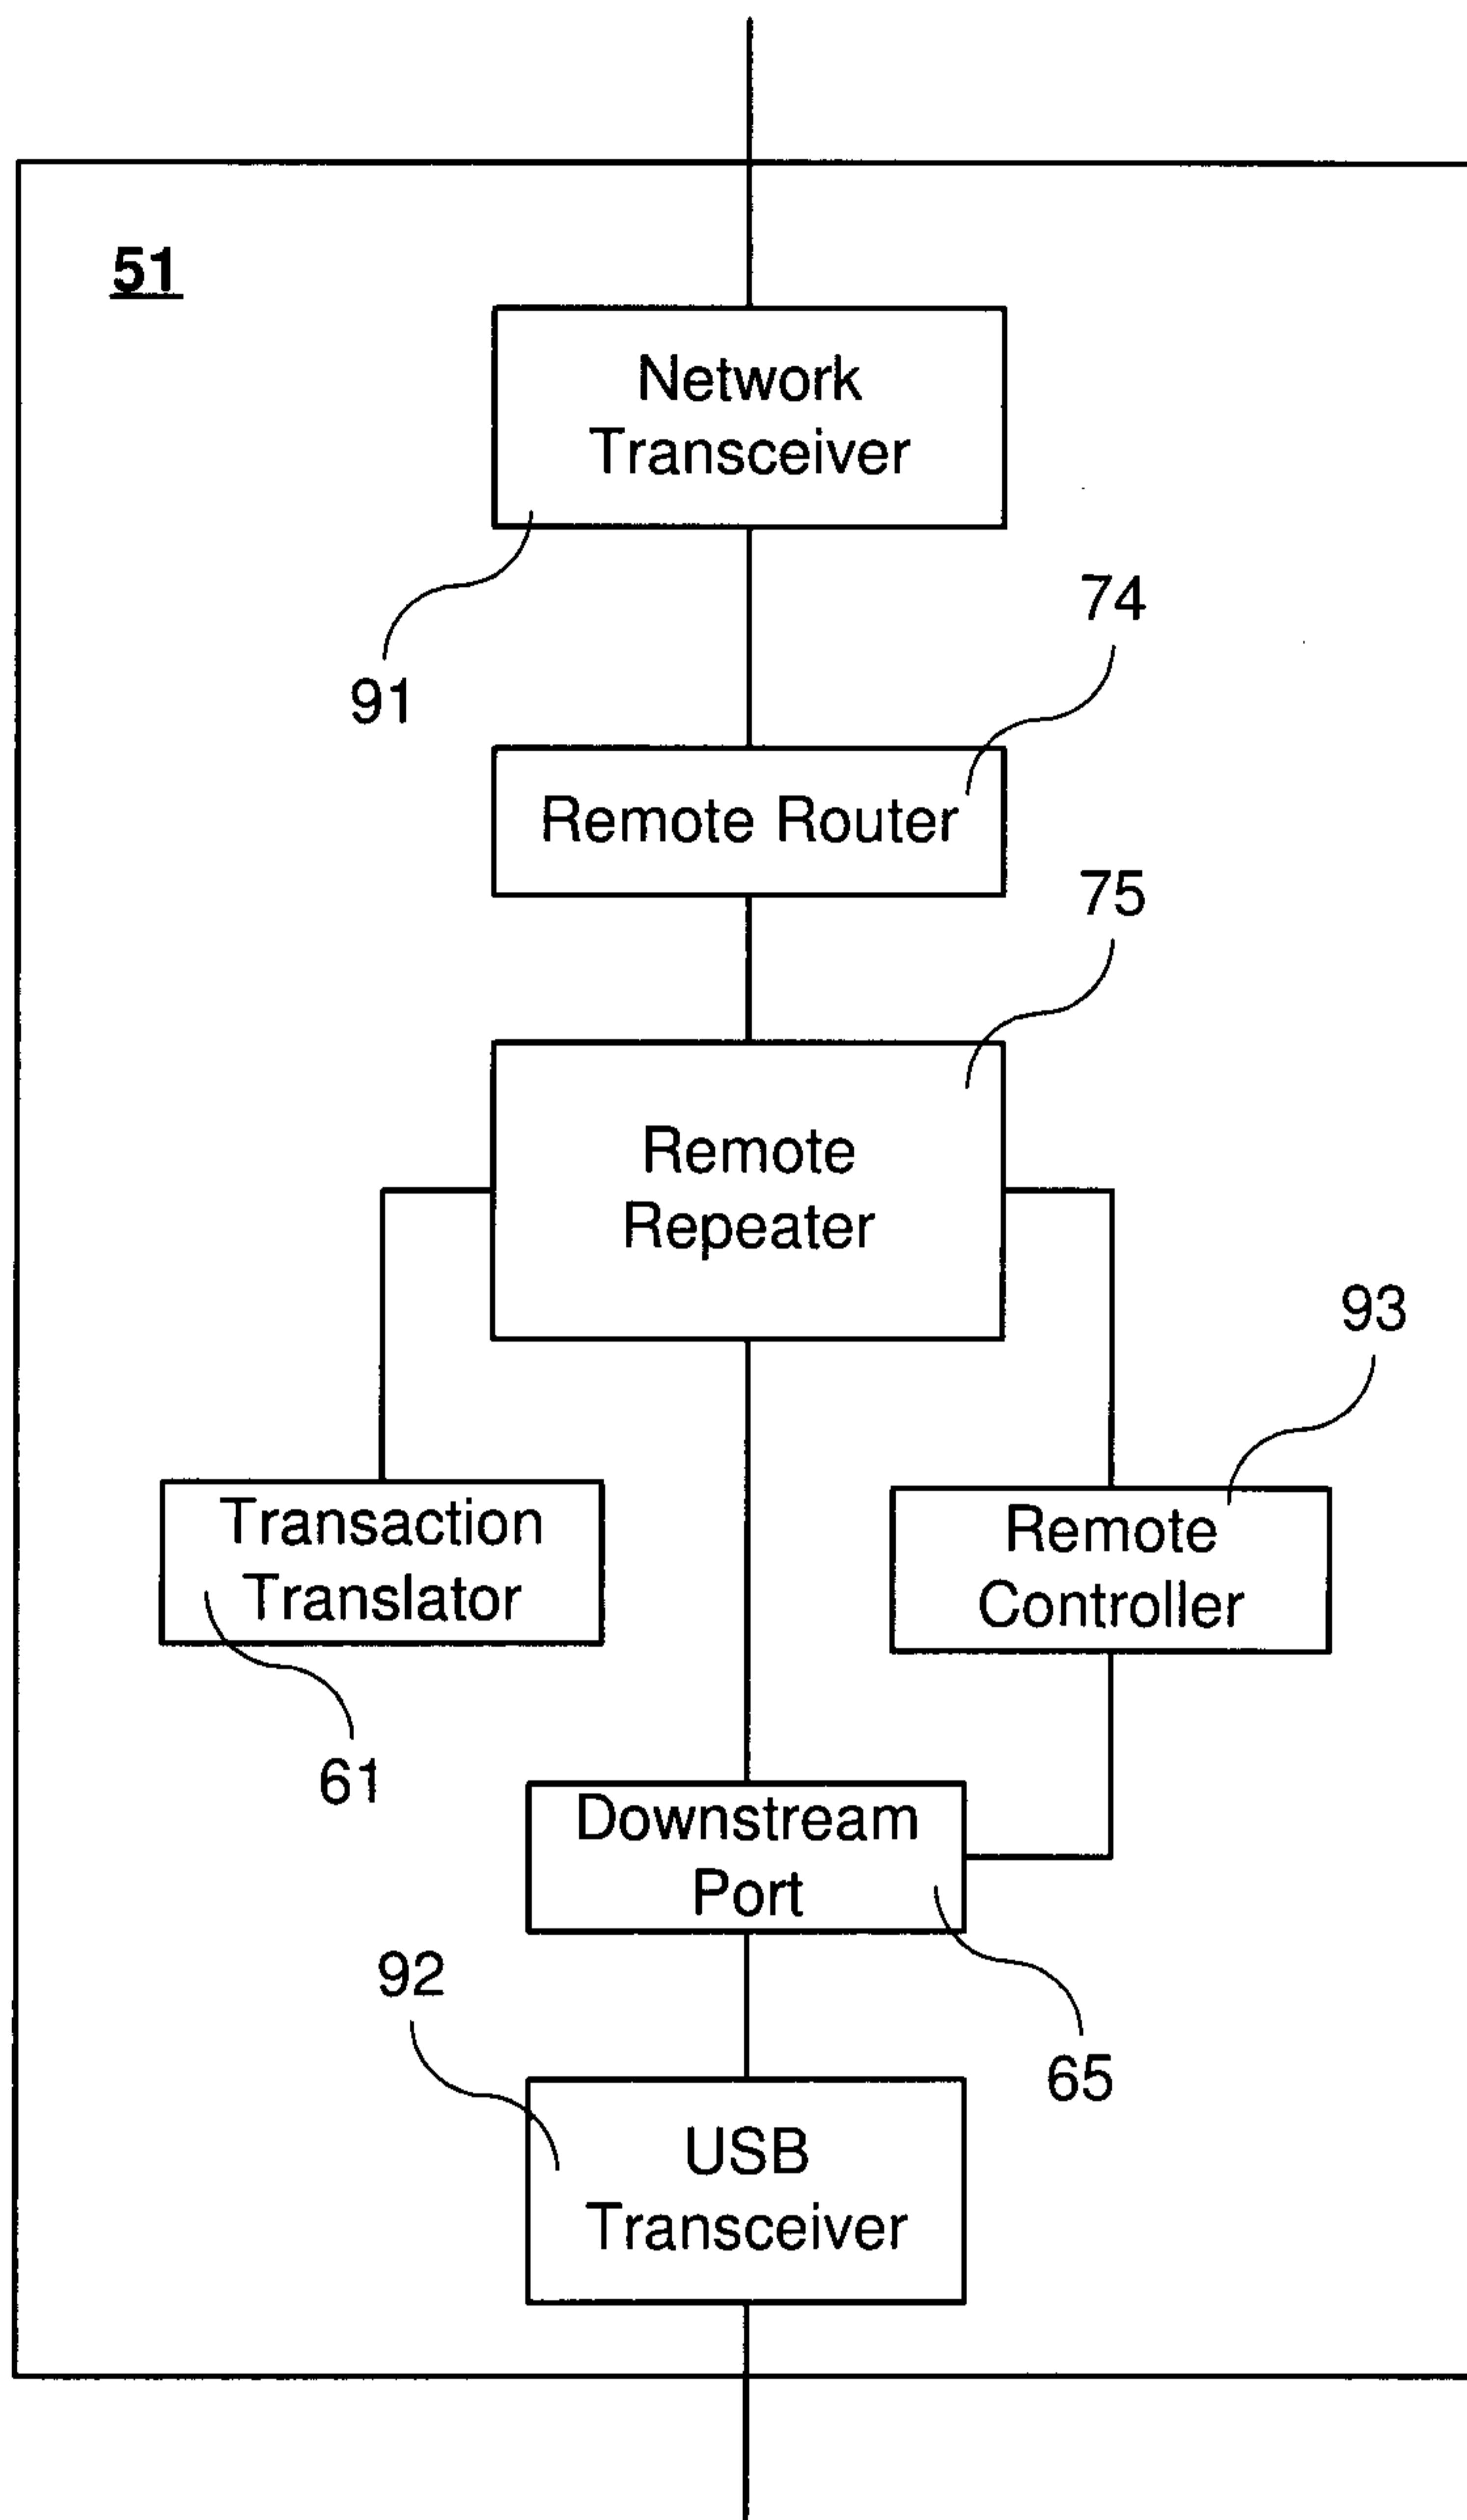 51
Network
Transceiver
91
74
Remote Router
75
Remote
Repeater
93
Transaction
Translator
Remote
Controller
61
Downstream
Port
92
65
USB
Transceiver